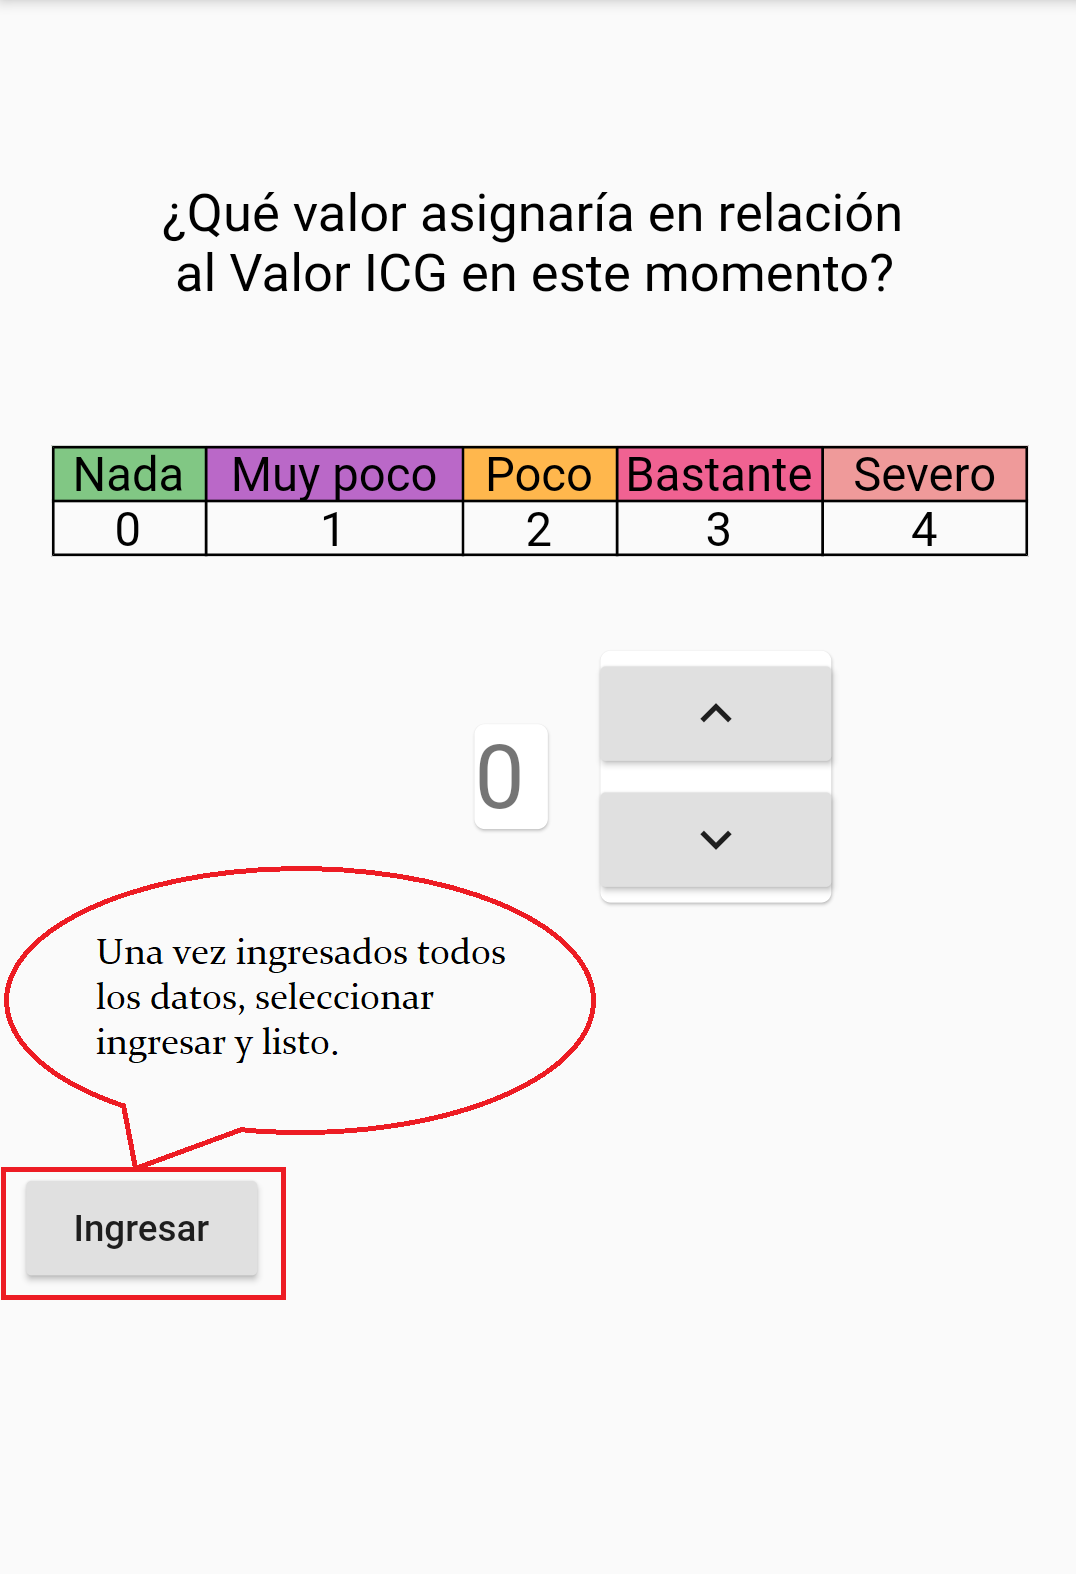 ¿Qué valor asignaría en relación
al Valor ICG en este momento?
Nada Muy poco Poco Bastante Severo
0 1 2 3 4
0
Una vez ingresados todos
los datos, seleccionar
ingresar y listo.
Ingresar